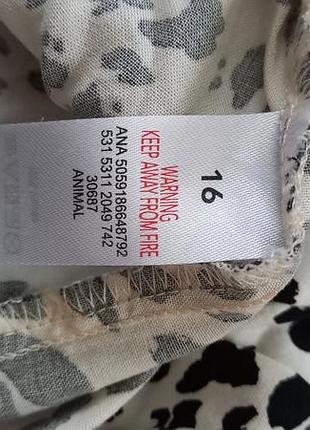 16
WARNING
KEEP AWAY FROM FIRE
ANA 5059186648792
531 5311 2049 742
30687
ANIMAL